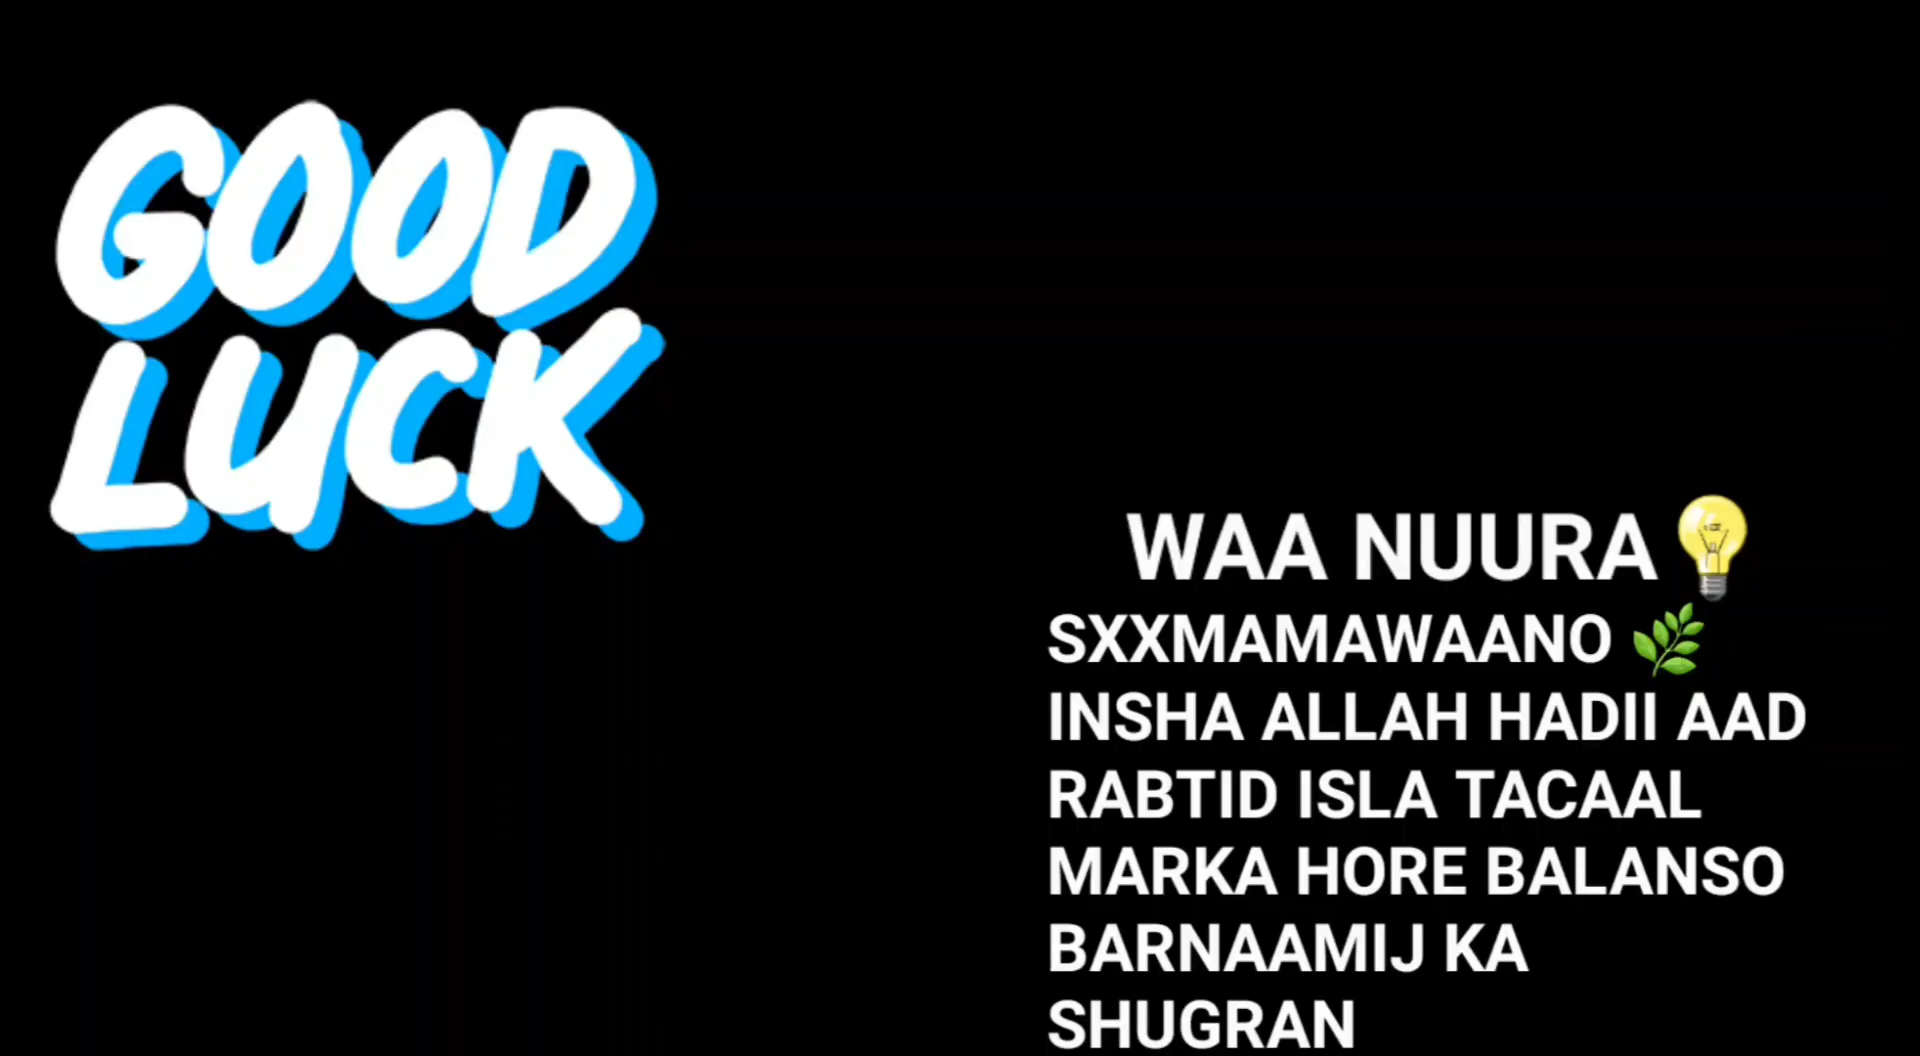 GOOD
LUCK
WAA NUURA💡
SXXMAMAWAANO 🌿
INSHA ALLAH HADII AAD
RABTID ISLA TACAAL
MARKA HORE BALANSO
BARNAAMIJ KA
SHUGRAN